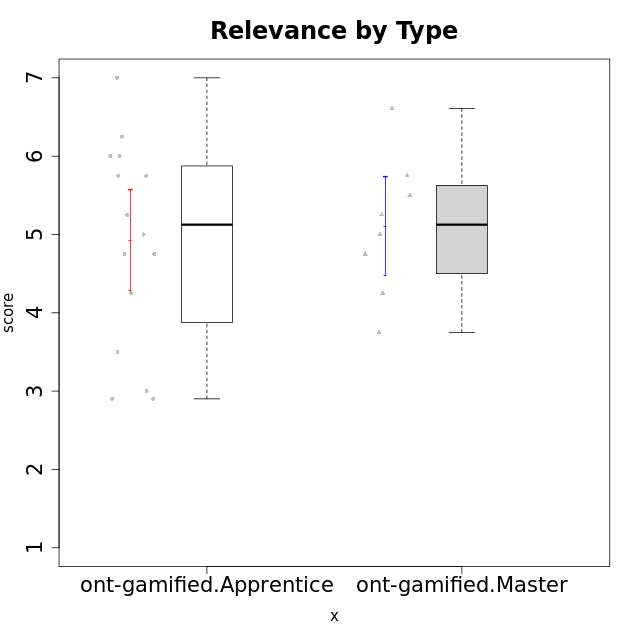 Relevance by Type
7
6
5
4
3
2
1
score
ont-gamified.Apprentice
ont-gamified.Master
x